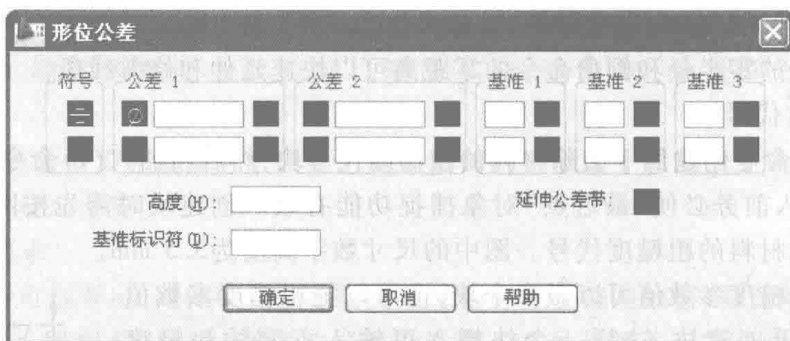 形位公差
符号 公差 1 公差 2 基准 1 基准 2 基准 3
⌀
高度(H): 延伸公差带:
基准标识符(D):
确定 取消 帮助